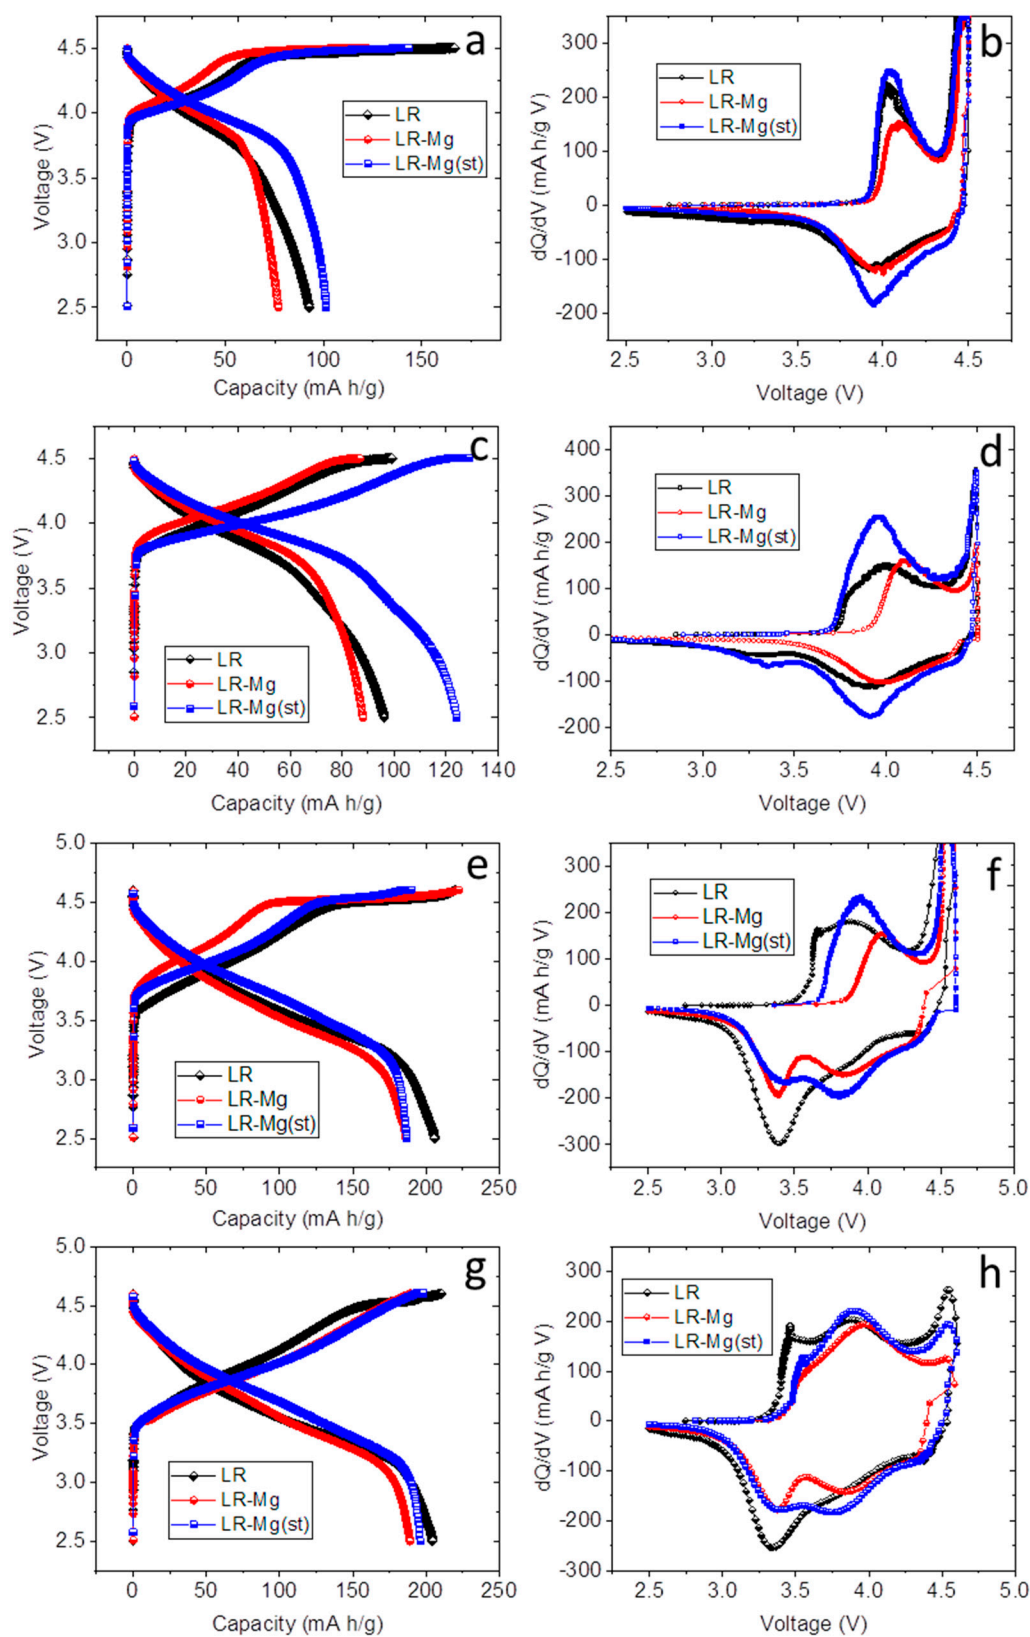 a
4.5
4.0
3.5
3.0
2.5
Voltage (V)
LR
LR-Mg
LR-Mg(st)
0 50 100 150
Capacity (mA h/g)
b
300
200
100
0
-100
-200
dQ/dV (mA h/g V)
LR
LR-Mg
LR-Mg(st)
2.5 3.0 3.5 4.0 4.5
Voltage (V)
c
4.5
4.0
3.5
3.0
2.5
Voltage (V)
LR
LR-Mg
LR-Mg(st)
0 20 40 60 80 100 120 140
Capacity (mA h/g)
d
400
300
200
100
0
-100
-200
dQ/dV (mA h/g V)
LR
LR-Mg
LR-Mg(st)
2.5 3.0 3.5 4.0 4.5
Voltage (V)
e
5.0
4.5
4.0
3.5
3.0
2.5
Voltage (V)
LR
LR-Mg
LR-Mg(st)
0 50 100 150 200 250
Capacity (mA h/g)
f
300
200
100
0
-100
-200
-300
dQ/dV (mA h/g V)
LR
LR-Mg
LR-Mg(st)
2.5 3.0 3.5 4.0 4.5 5.0
Voltage (V)
g
5.0
4.5
4.0
3.5
3.0
2.5
Voltage (V)
LR
LR-Mg
LR-Mg(st)
0 50 100 150 200 250
Capacity (mA h/g)
h
300
200
100
0
-100
-200
-300
dQ/dV (mA h/g V)
LR
LR-Mg
LR-Mg(st)
2.5 3.0 3.5 4.0 4.5 5.0
Voltage (V)